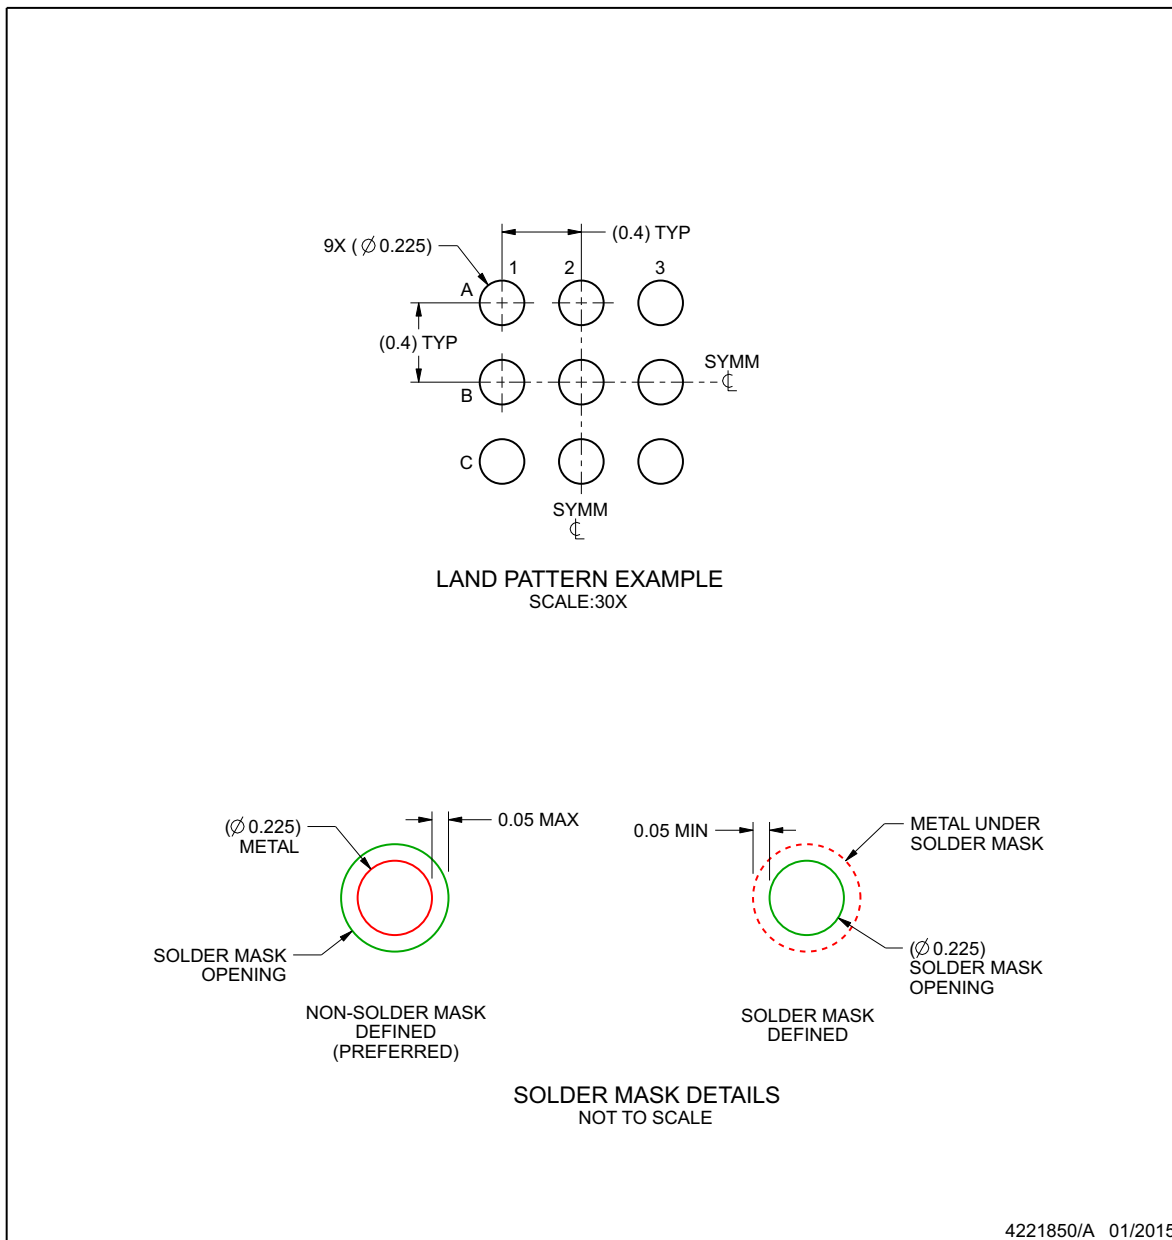 (0.4) TYP
9X (∅ 0.225)
1
2
3
A
(0.4) TYP
SYMM
℄
B
C
SYMM
℄
LAND PATTERN EXAMPLE
SCALE:30X
(∅ 0.225)
METAL
0.05 MAX
SOLDER MASK
OPENING
NON-SOLDER MASK
DEFINED
(PREFERRED)
0.05 MIN
METAL UNDER
SOLDER MASK
(∅ 0.225)
SOLDER MASK
OPENING
SOLDER MASK
DEFINED
SOLDER MASK DETAILS
NOT TO SCALE
4221850/A 01/2015